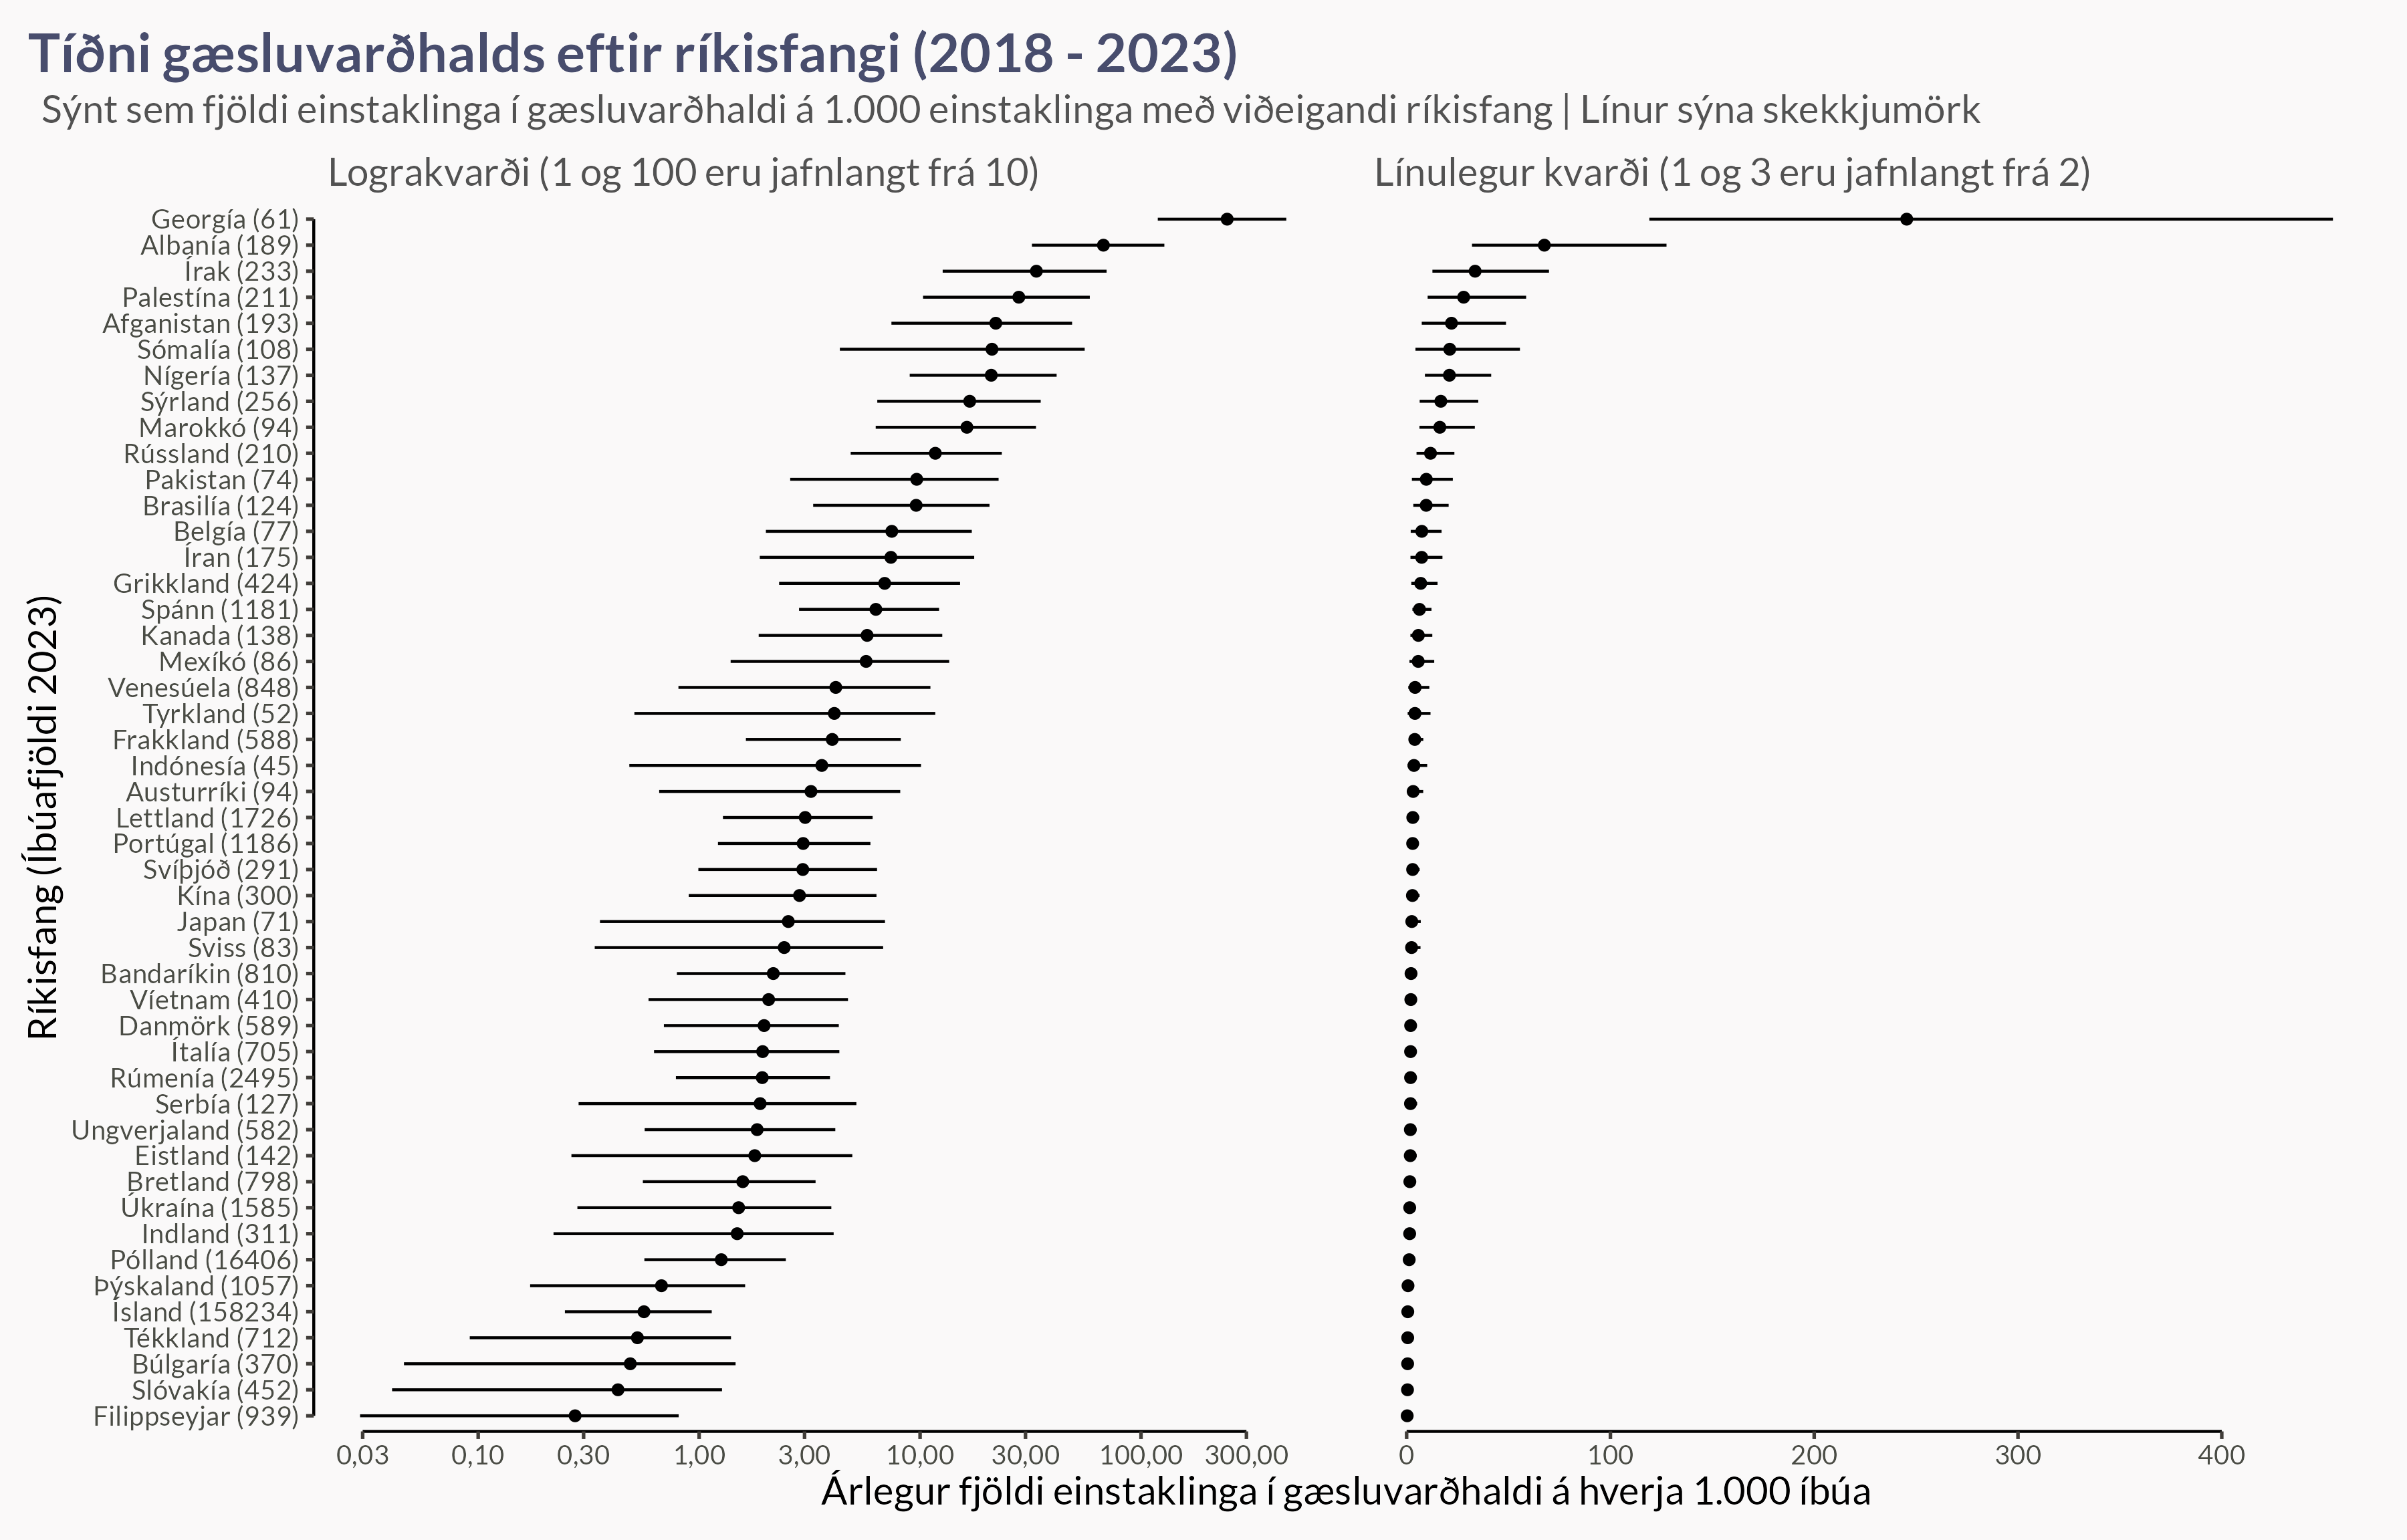 Tíðni gæsluvarðhalds eftir ríkisfangi (2018 - 2023)
Sýnt sem fjöldi einstaklinga í gæsluvarðhaldi á 1.000 einstaklinga með viðeigandi ríkisfang | Línur sýna skekkjumörk
Lograkvarði (1 og 100 eru jafnlangt frá 10)
Línulegur kvarði (1 og 3 eru jafnlangt frá 2)
Ríkisfang (Íbúafjöldi 2023)
Georgía (61)
Albanía (189)
Írak (233)
Palestína (211)
Afganistan (193)
Sómalía (108)
Nígería (137)
Sýrland (256)
Marokkó (94)
Rússland (210)
Pakistan (74)
Brasilía (124)
Belgía (77)
Íran (175)
Grikkland (424)
Spánn (1181)
Kanada (138)
Mexíkó (86)
Venesúela (848)
Tyrkland (52)
Frakkland (588)
Indónesía (45)
Austurríki (94)
Lettland (1726)
Portúgal (1186)
Svíþjóð (291)
Kína (300)
Japan (71)
Sviss (83)
Bandaríkin (810)
Víetnam (410)
Danmörk (589)
Ítalía (705)
Rúmenía (2495)
Serbía (127)
Ungverjaland (582)
Eistland (142)
Bretland (798)
Úkraína (1585)
Indland (311)
Pólland (16406)
Þýskaland (1057)
Ísland (158234)
Tékkland (712)
Búlgaría (370)
Slóvakía (452)
Filippseyjar (939)
0,03 0,10 0,30 1,00 3,00 10,00 30,00 100,00 300,00
0 100 200 300 400
Árlegur fjöldi einstaklinga í gæsluvarðhaldi á hverja 1.000 íbúa